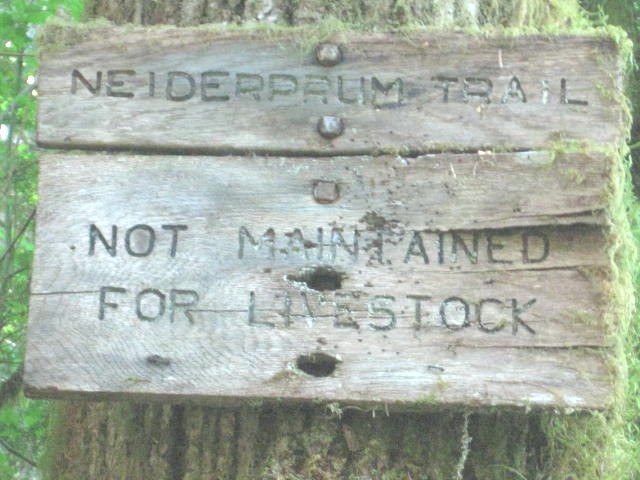 NEIDERPRUM TRAIL
NOT MAINTAINED
FOR LIVESTOCK